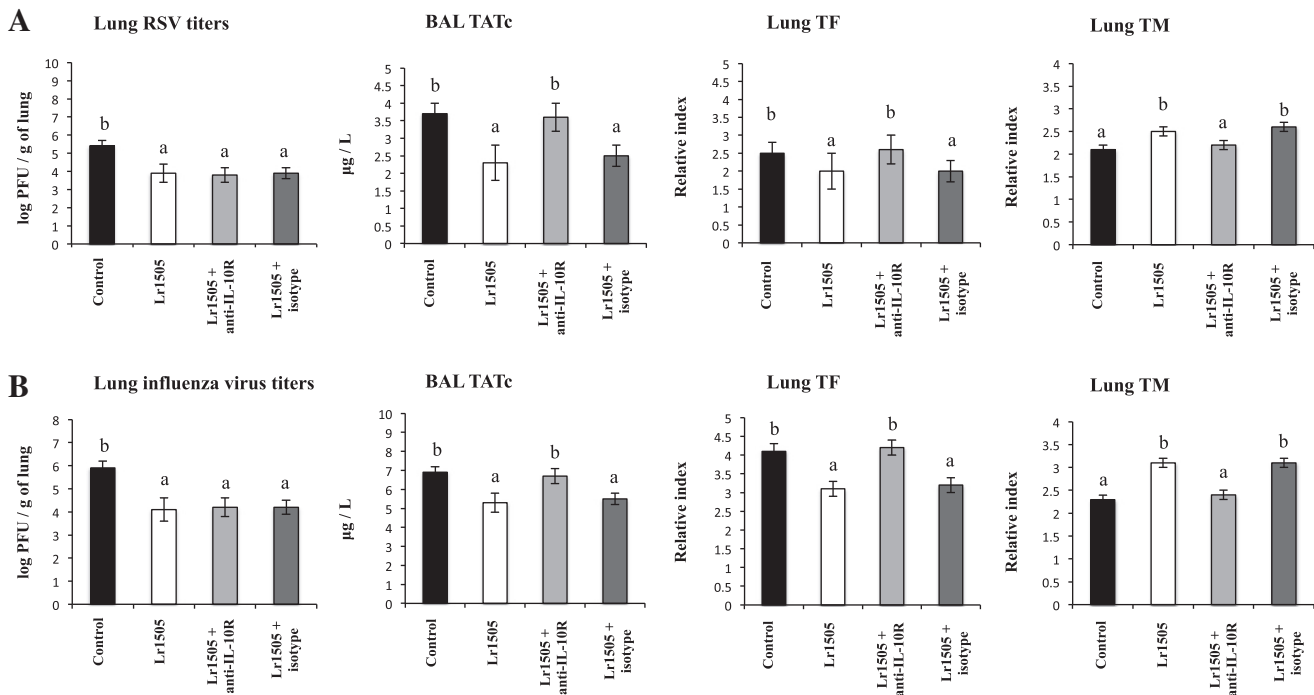 A
Lung RSV titers
BAL TATc
Lung TF
Lung TM
log PFU / g of lung
10
9
8
7
6
5
4
3
2
1
0
b
a
a
a
Control
Lr1505
Lr1505 +
anti-IL-10R
Lr1505 +
isotype
µg / L
5
4.5
4
3.5
3
2.5
2
1.5
1
0.5
0
b
a
b
a
Control
Lr1505
Lr1505 +
anti-IL-10R
Lr1505 +
isotype
Relative index
5
4.5
4
3.5
3
2.5
2
1.5
1
0.5
0
b
a
b
a
Control
Lr1505
Lr1505 +
anti-IL-10R
Lr1505 +
isotype
Relative index
4
3.5
3
2.5
2
1.5
1
0.5
0
a
b
a
b
Control
Lr1505
Lr1505 +
anti-IL-10R
Lr1505 +
isotype
B
Lung influenza virus titers
BAL TATc
Lung TF
Lung TM
log PFU / g of lung
8
7
6
5
4
3
2
1
0
b
a
a
a
Control
Lr1505
Lr1505 +
anti-IL-10R
Lr1505 +
isotype
µg / L
10
9
8
7
6
5
4
3
2
1
0
b
a
b
a
Control
Lr1505
Lr1505 +
anti-IL-10R
Lr1505 +
isotype
Relative index
5
4.5
4
3.5
3
2.5
2
1.5
1
0.5
0
b
a
b
a
Control
Lr1505
Lr1505 +
anti-IL-10R
Lr1505 +
isotype
Relative index
4
3.5
3
2.5
2
1.5
1
0.5
0
a
b
a
b
Control
Lr1505
Lr1505 +
anti-IL-10R
Lr1505 +
isotype